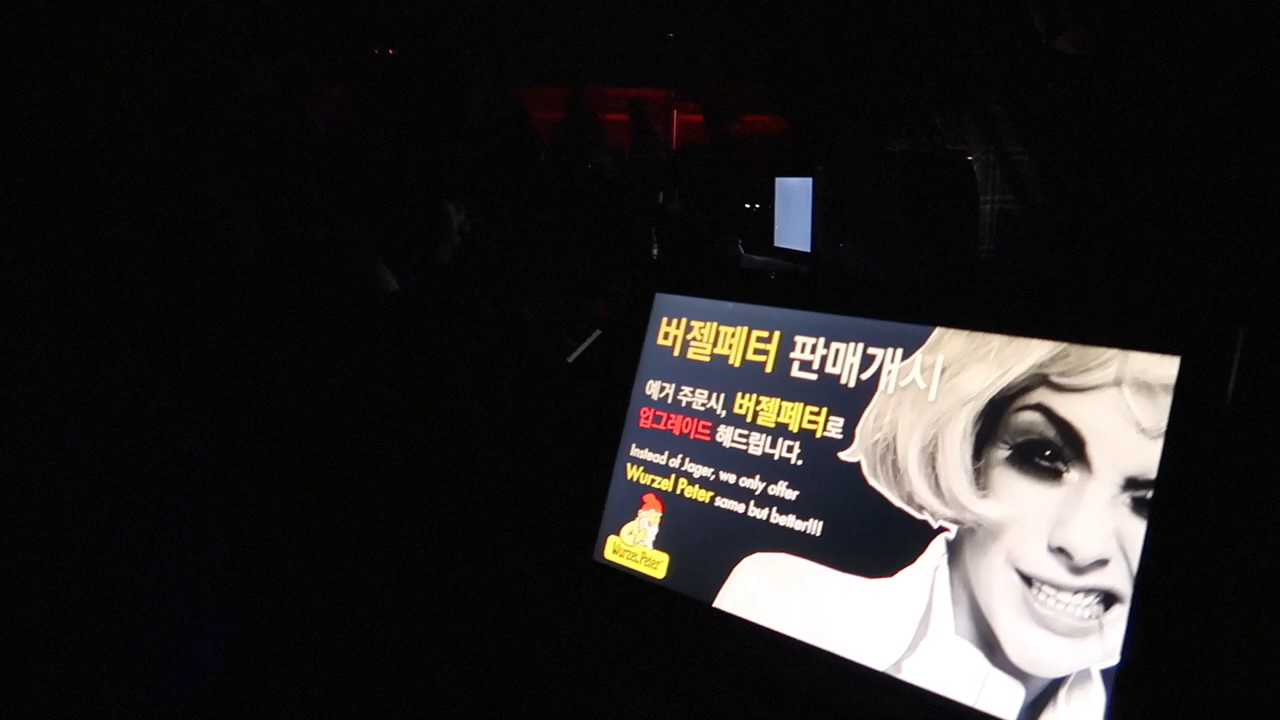 버젤페터 판매개시
예거 주문시, 버젤페터로
업그레이드 해드립니다.
Instead of Jager, we only offer
Wurzel Peter same but better!!!
Wurzel Peter